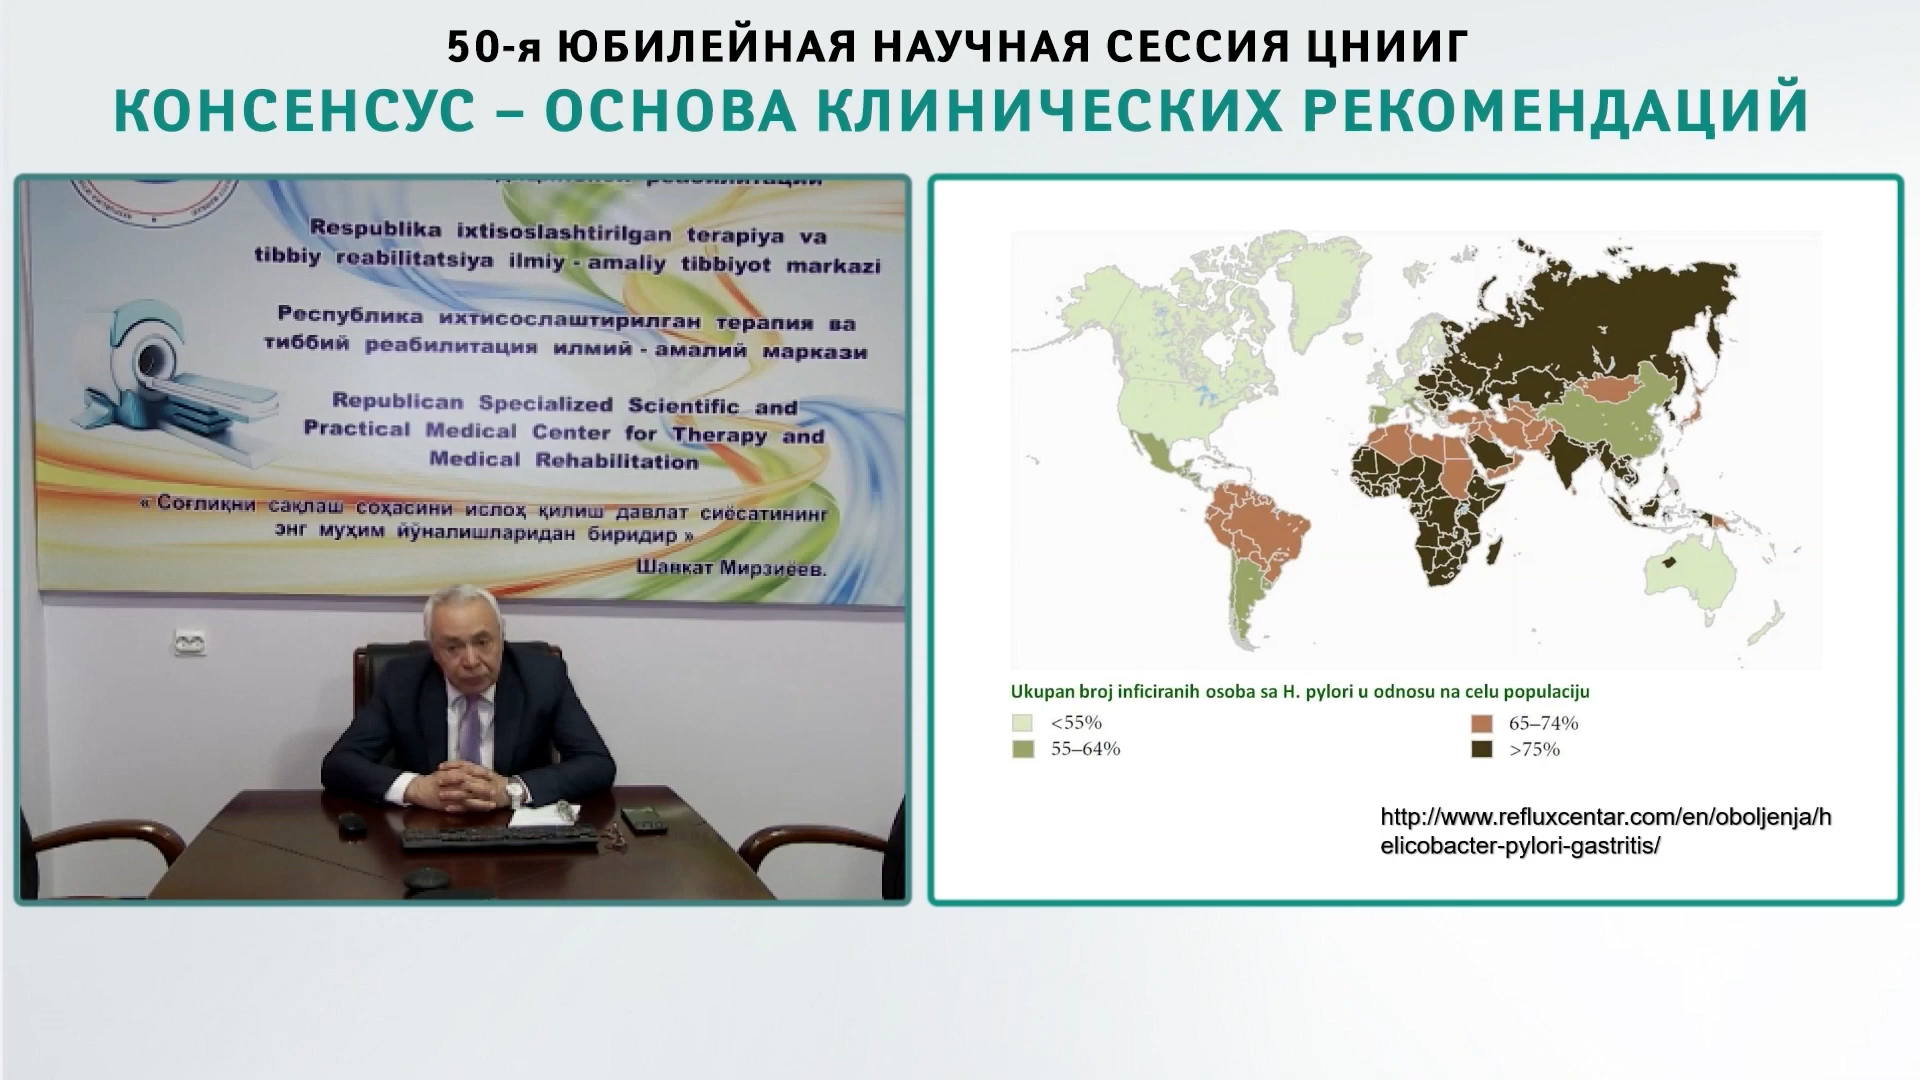 50-я ЮБИЛЕЙНАЯ НАУЧНАЯ СЕССИЯ ЦНИИГ
КОНСЕНСУС – ОСНОВА КЛИНИЧЕСКИХ РЕКОМЕНДАЦИЙ
реабилитации
Respublika ixtisoslashtirilgan terapiya va
tibbiy reabilitatsiya ilmiy - amaliy tibbiyot markazi
Республика ихтисослаштирилган терапия ва
тиббий реабилитация илмий - амалий маркази
Republican Specialized Scientific and
Practical Medical Center for Therapy and
Medical Rehabilitation
« Соғлиқни сақлаш соҳасини ислоҳ қилиш давлат сиёсатининг
энг муҳим йўналишларидан биридир »
Шавкат Мирзиёев.
Ukupan broj inficiranih osoba sa H. pylori u odnosu na celu populaciju
<55%
55–64%
65–74%
>75%
http://www.refluxcentar.com/en/oboljenja/h
elicobacter-pylori-gastritis/